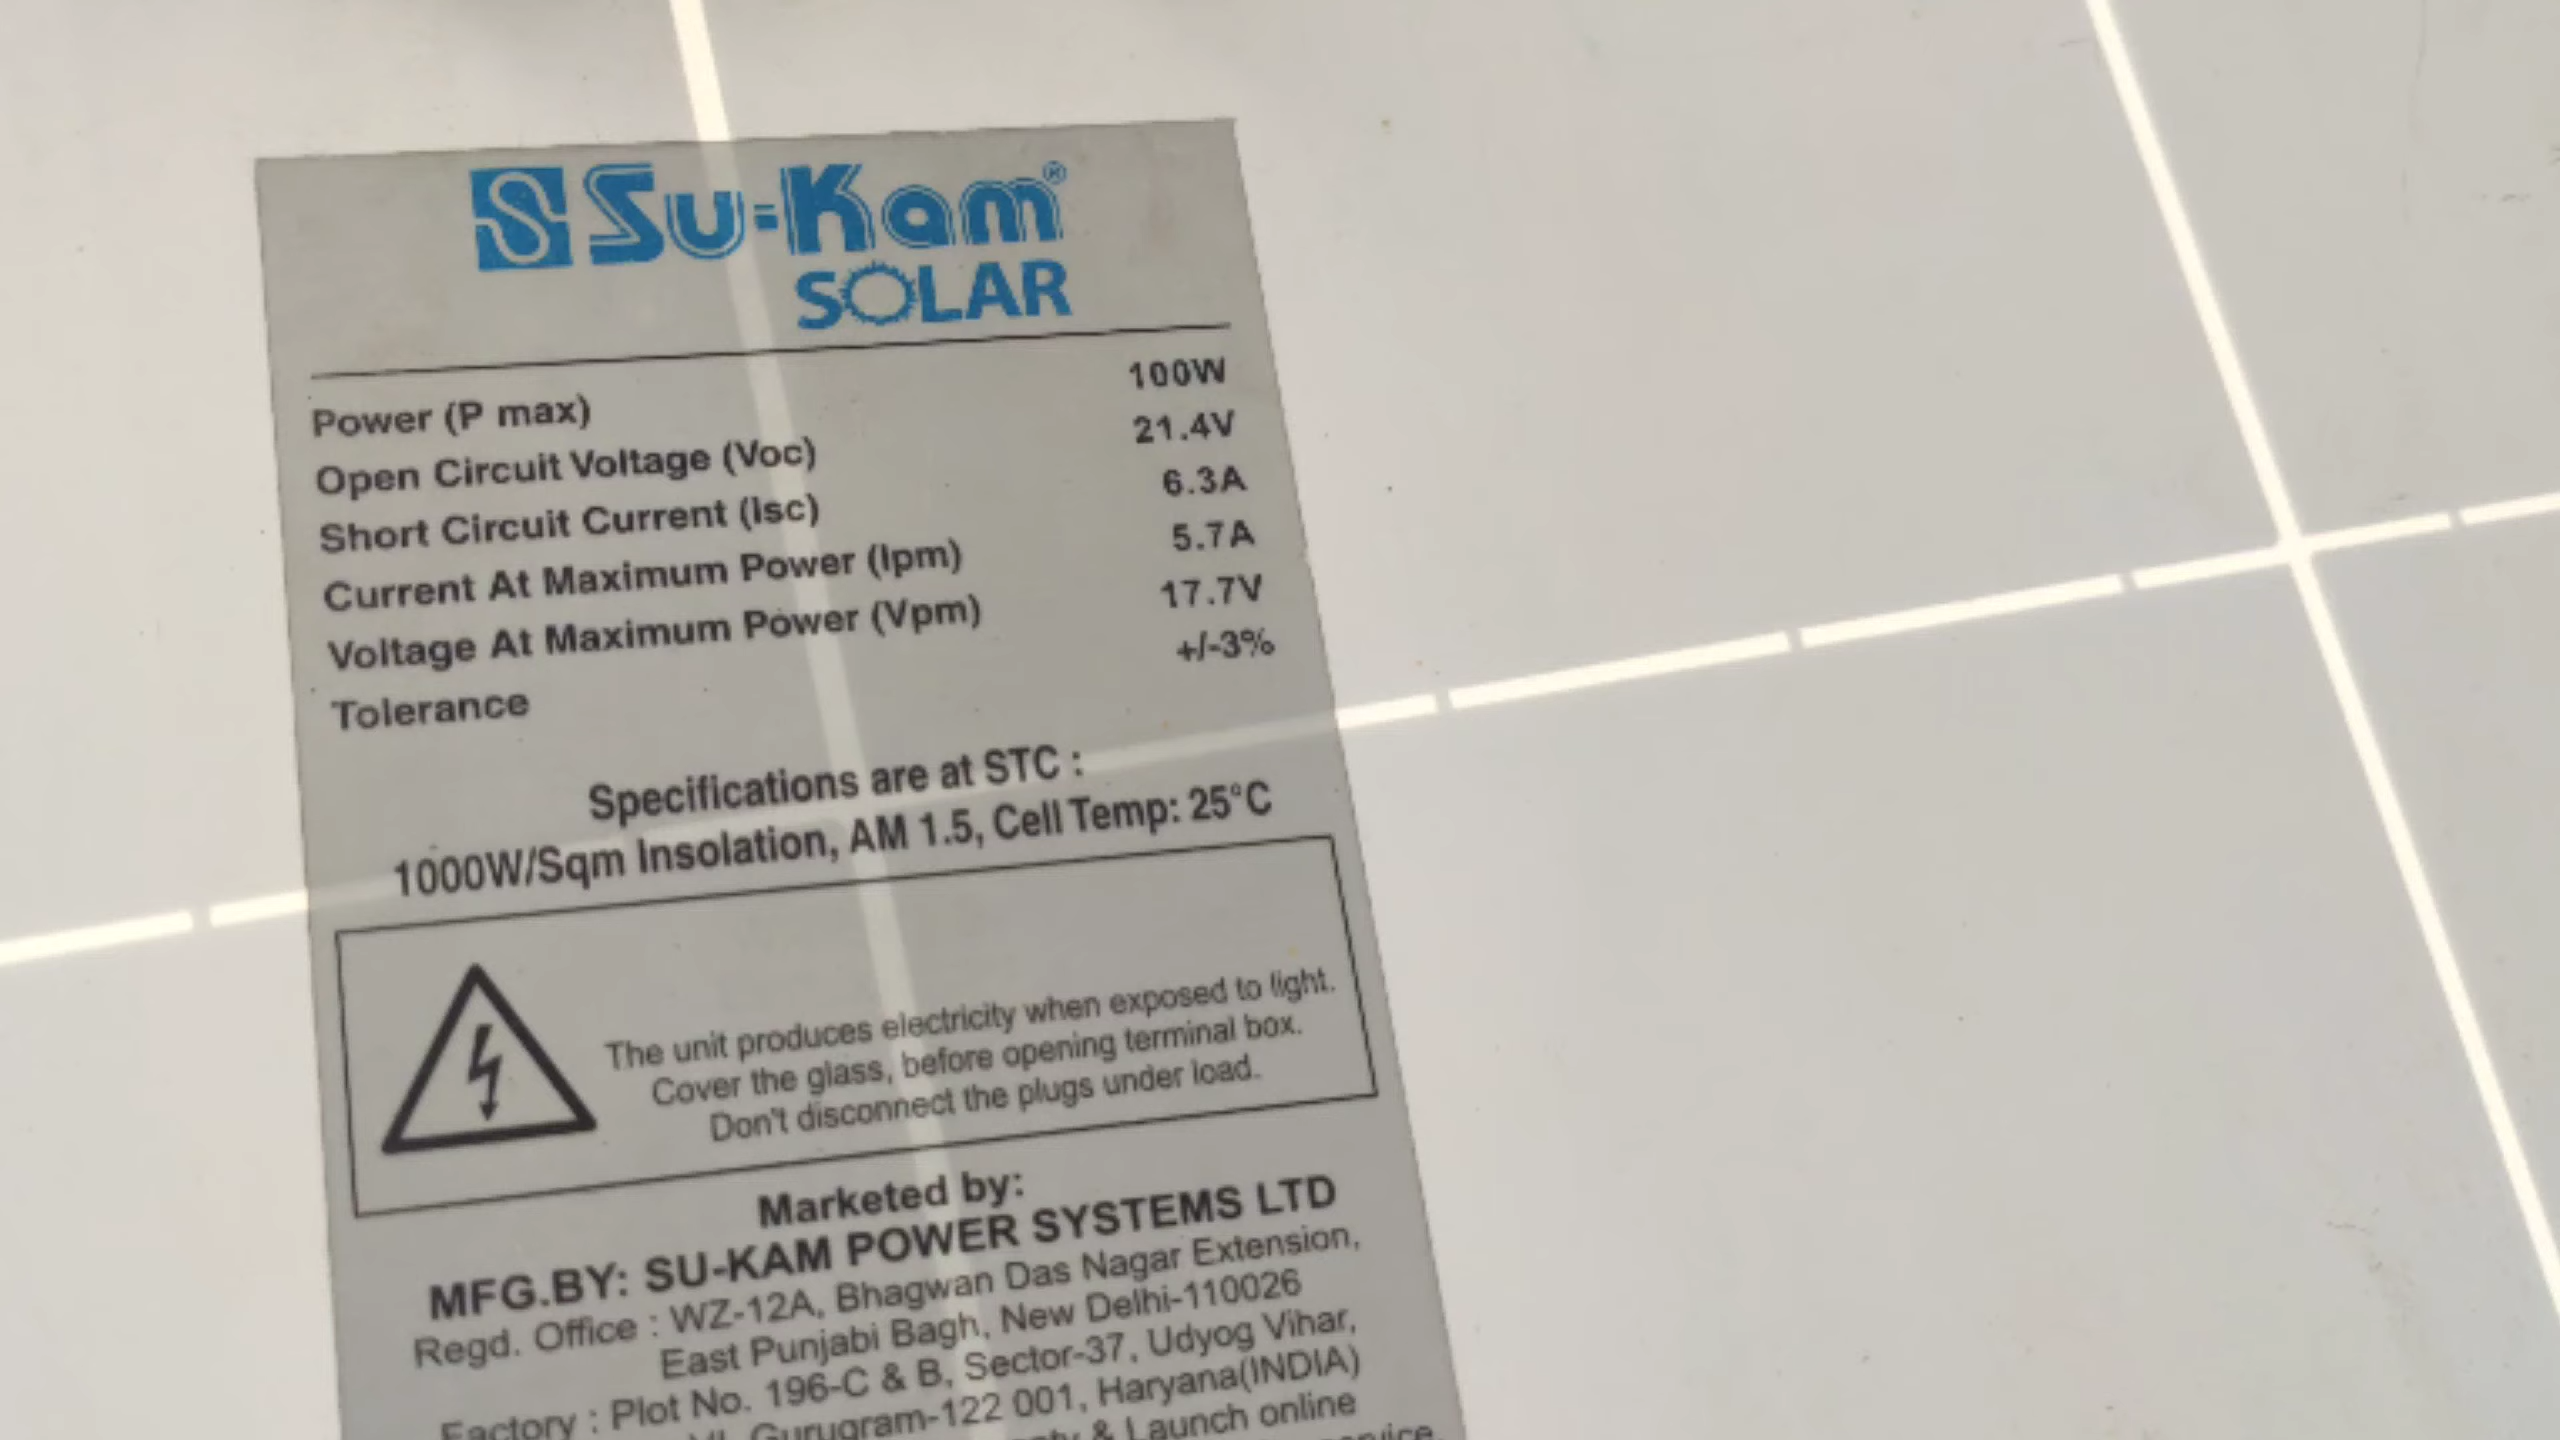 Su-Kam®
SOLAR
Power (P max) 100W
Open Circuit Voltage (Voc) 21.4V
Short Circuit Current (Isc) 6.3A
Current At Maximum Power (Ipm) 5.7A
Voltage At Maximum Power (Vpm) 17.7V
Tolerance +/-3%
Specifications are at STC :
1000W/Sqm Insolation, AM 1.5, Cell Temp: 25°C
The unit produces electricity when exposed to light.
Cover the glass, before opening terminal box.
Don't disconnect the plugs under load.
Marketed by:
MFG.BY: SU-KAM POWER SYSTEMS LTD
Regd. Office : WZ-12A, Bhagwan Das Nagar Extension,
East Punjabi Bagh, New Delhi-110026
Factory : Plot No. 196-C & B, Sector-37, Udyog Vihar,
Gurugram-122 001, Haryana(INDIA)
& Launch online